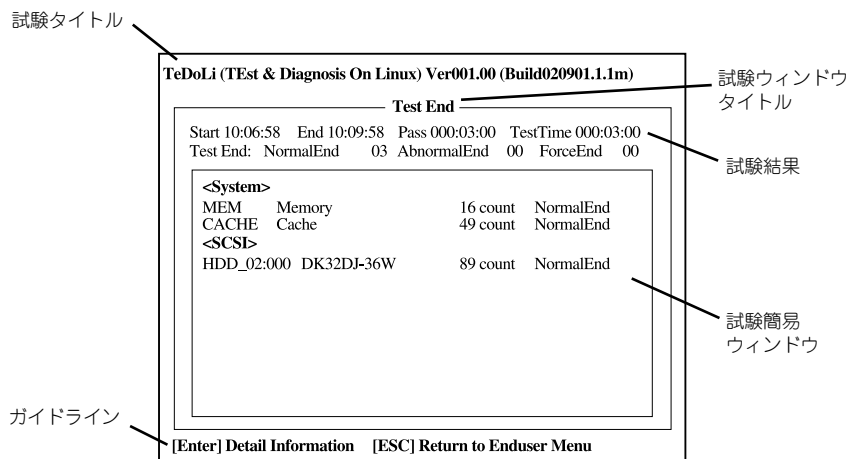 試験タイトル
TeDoLi (TEst & Diagnosis On Linux) Ver001.00 (Build020901.1.1m)
試験ウィンドウ
タイトル
Test End
Start 10:06:58 End 10:09:58 Pass 000:03:00 TestTime 000:03:00
Test End: NormalEnd 03 AbnormalEnd 00 ForceEnd 00
試験結果
<System>
MEM Memory 16 count NormalEnd
CACHE Cache 49 count NormalEnd
<SCSI>
HDD_02:000 DK32DJ-36W 89 count NormalEnd
試験簡易
ウィンドウ
ガイドライン
[Enter] Detail Information [ESC] Return to Enduser Menu